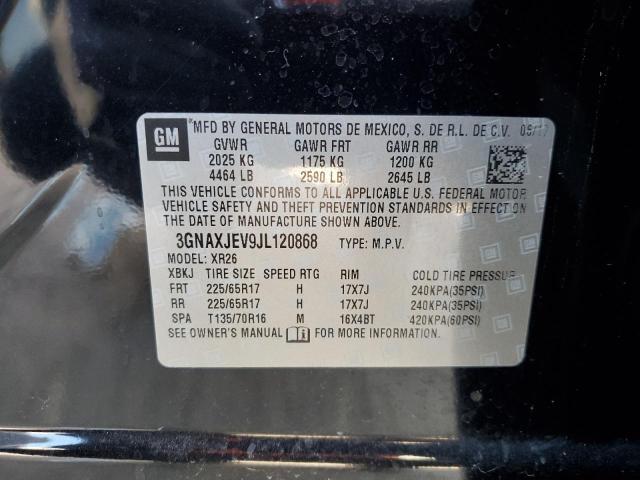 GM
MFD BY GENERAL MOTORS DE MEXICO, S. DE R.L. DE C.V. 05/17
GVWR GAWR FRT GAWR RR
2025 KG 1175 KG 1200 KG
4464 LB 2590 LB 2645 LB
THIS VEHICLE CONFORMS TO ALL APPLICABLE U.S. FEDERAL MOTOR
VEHICLE SAFETY AND THEFT PREVENTION STANDARDS IN EFFECT ON
THE DATE OF MANUFACTURE SHOWN ABOVE.
3GNAXJEV9JL120868 TYPE: M.P.V.
MODEL: XR26
XBKJ TIRE SIZE SPEED RTG RIM COLD TIRE PRESSURE
FRT 225/65R17 H 17X7J 240KPA(35PSI)
RR 225/65R17 H 17X7J 240KPA(35PSI)
SPA T135/70R16 M 16X4BT 420KPA(60PSI)
SEE OWNER'S MANUAL FOR MORE INFORMATION